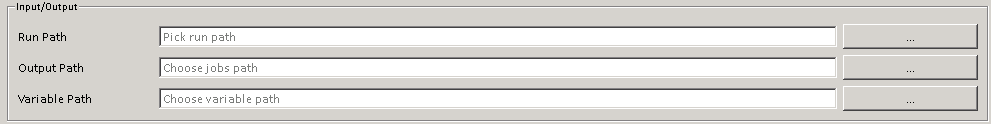 Input/Output
Run Path Pick run path ...
Output Path Choose jobs path ...
Variable Path Choose variable path ...